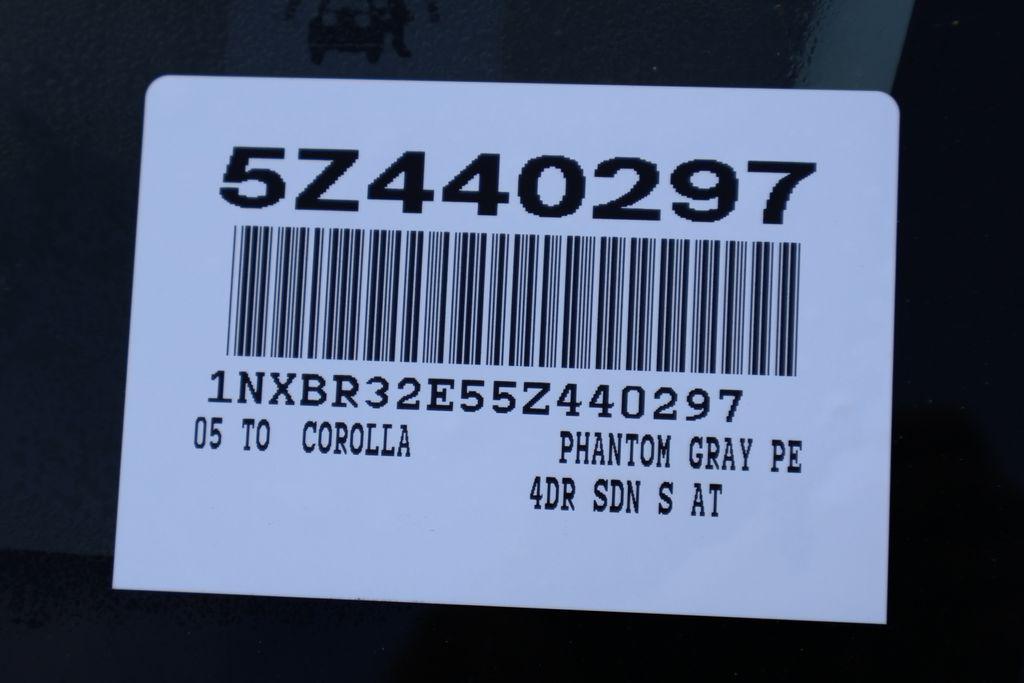 5Z440297
1NXBR32E55Z440297
05 TO COROLLA PHANTOM GRAY PE
4DR SDN S AT